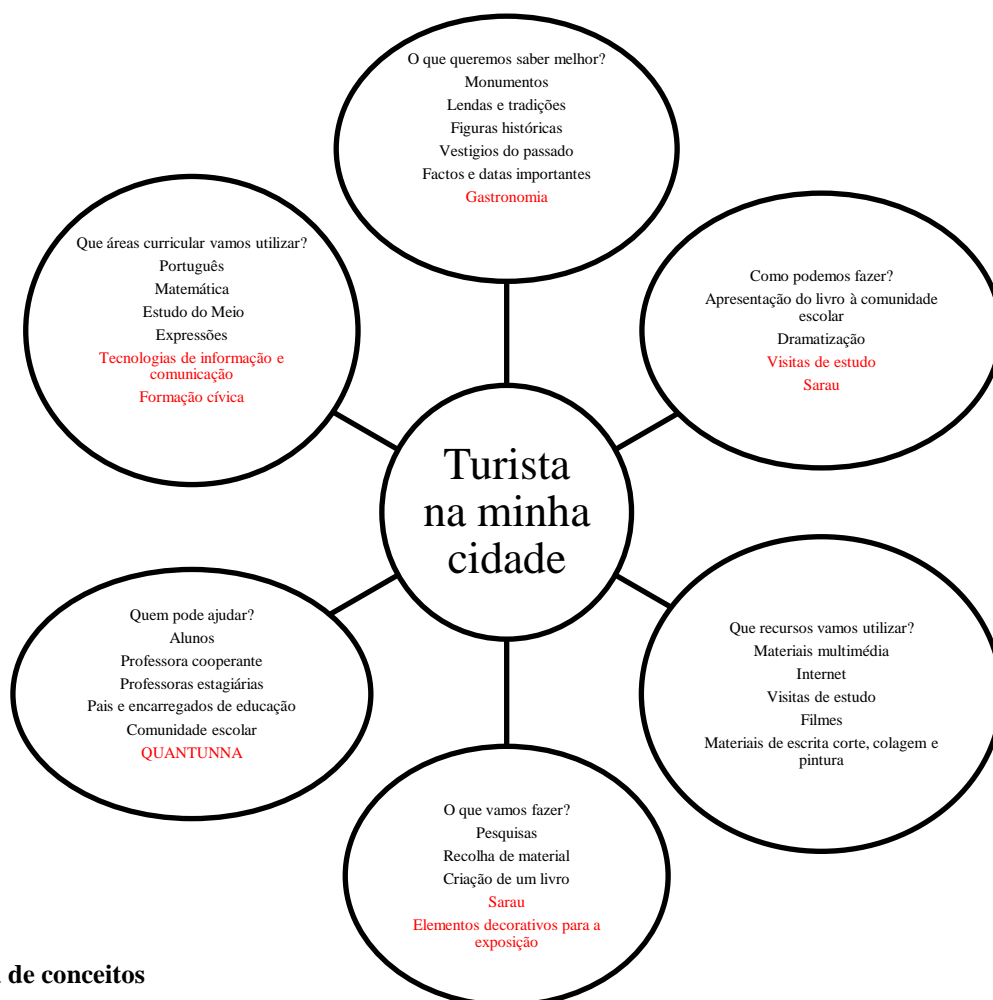 O que queremos saber melhor?
Monumentos
Lendas e tradições
Figuras históricas
Vestigios do passado
Factos e datas importantes
Gastronomia
Que áreas curricular vamos utilizar?
Português
Matemática
Estudo do Meio
Expressões
Tecnologias de informação e
comunicação
Formação cívica
Como podemos fazer?
Apresentação do livro à comunidade
escolar
Dramatização
Visitas de estudo
Sarau
Turista
na minha
cidade
Quem pode ajudar?
Alunos
Professora cooperante
Professoras estagiárias
Pais e encarregados de educação
Comunidade escolar
QUANTUNNA
Que recursos vamos utilizar?
Materiais multimédia
Internet
Visitas de estudo
Filmes
Materiais de escrita corte, colagem e
pintura
O que vamos fazer?
Pesquisas
Recolha de material
Criação de um livro
Sarau
Elementos decorativos para a
exposição
de conceitos